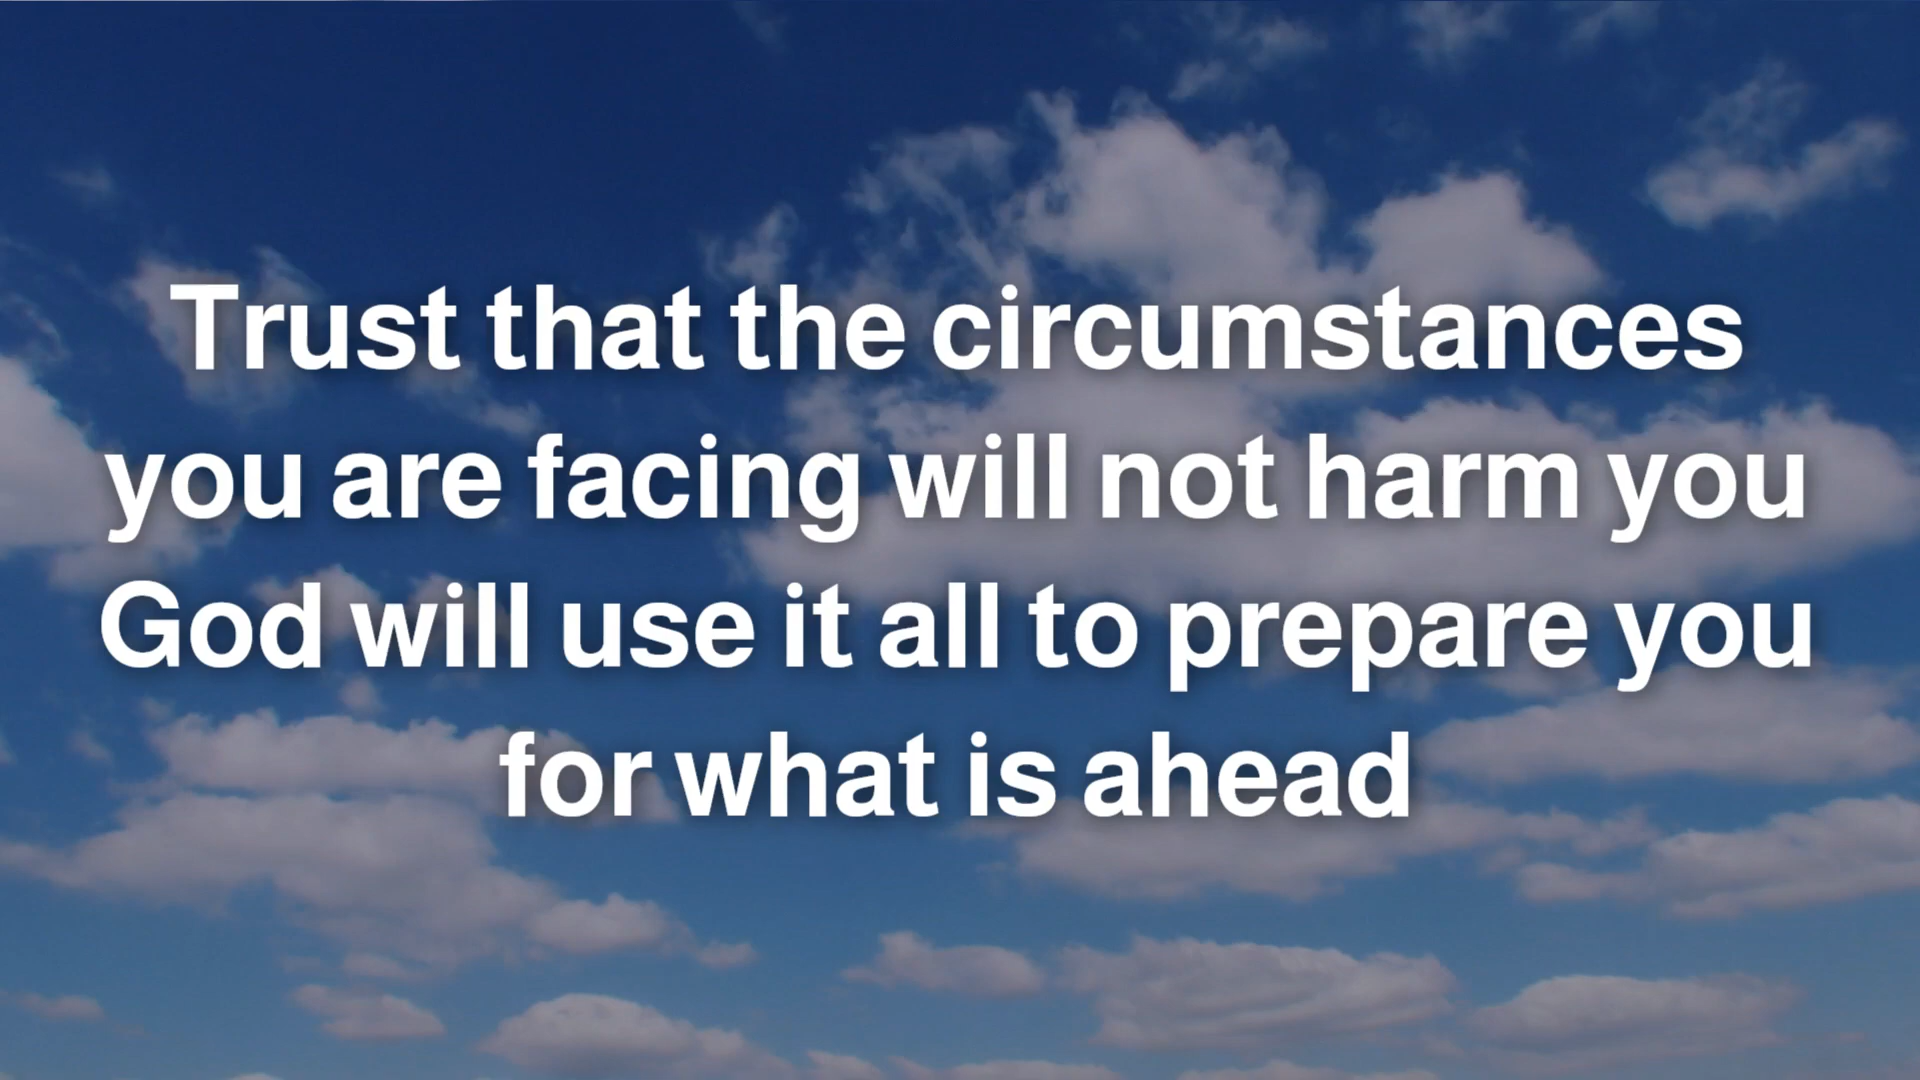 Trust that the circumstances
you are facing will not harm you
God will use it all to prepare you
for what is ahead